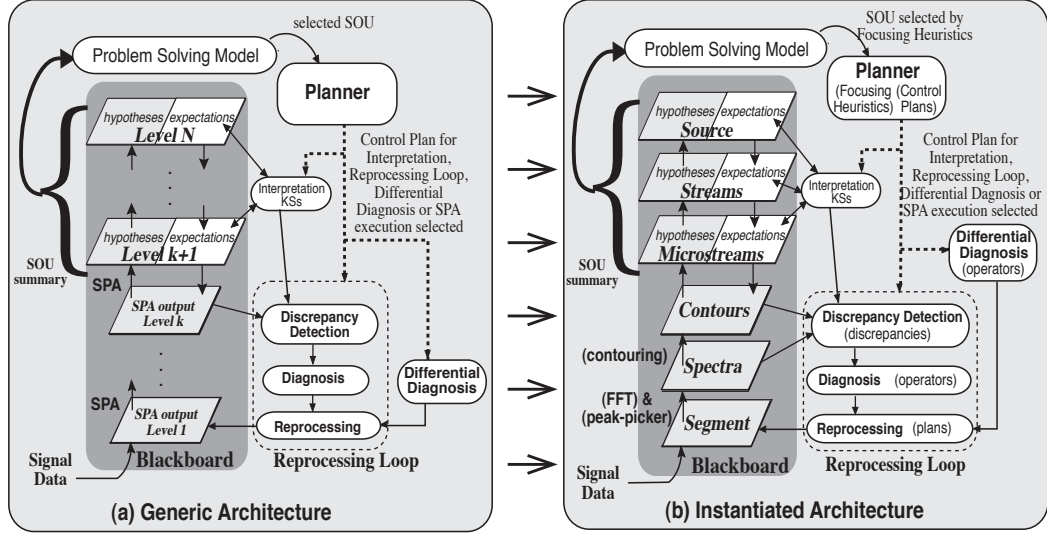 selected SOU
Problem Solving Model
Planner
hypotheses expectations
Level N
Control Plan for
Interpretation,
Reprocessing Loop,
Differential
Diagnosis or SPA
execution selected
Interpretation
KSs
hypotheses expectations
Level k+1
SOU
summary
SPA
SPA output
Level k
Discrepancy
Detection
Diagnosis
Differential
Diagnosis
SPA
SPA output
Level 1
Reprocessing
Signal
Data
Blackboard
Reprocessing Loop
(a) Generic Architecture
SOU selected by
Focusing Heuristics
Problem Solving Model
Planner
(Focusing (Control
Heuristics) Plans)
hypotheses expectations
Source
Control Plan for
Interpretation,
Reprocessing Loop,
Differential Diagnosis
or SPA execution selected
hypotheses expectations
Streams
Interpretation
KSs
hypotheses expectations
Microstreams
SOU
summary
Differential
Diagnosis
(operators)
Contours
Discrepancy Detection
(discrepancies)
(contouring)
Spectra
Diagnosis (operators)
(FFT) &
(peak-picker)
Segment
Reprocessing (plans)
Signal
Data
Blackboard
Reprocessing Loop
(b) Instantiated Architecture